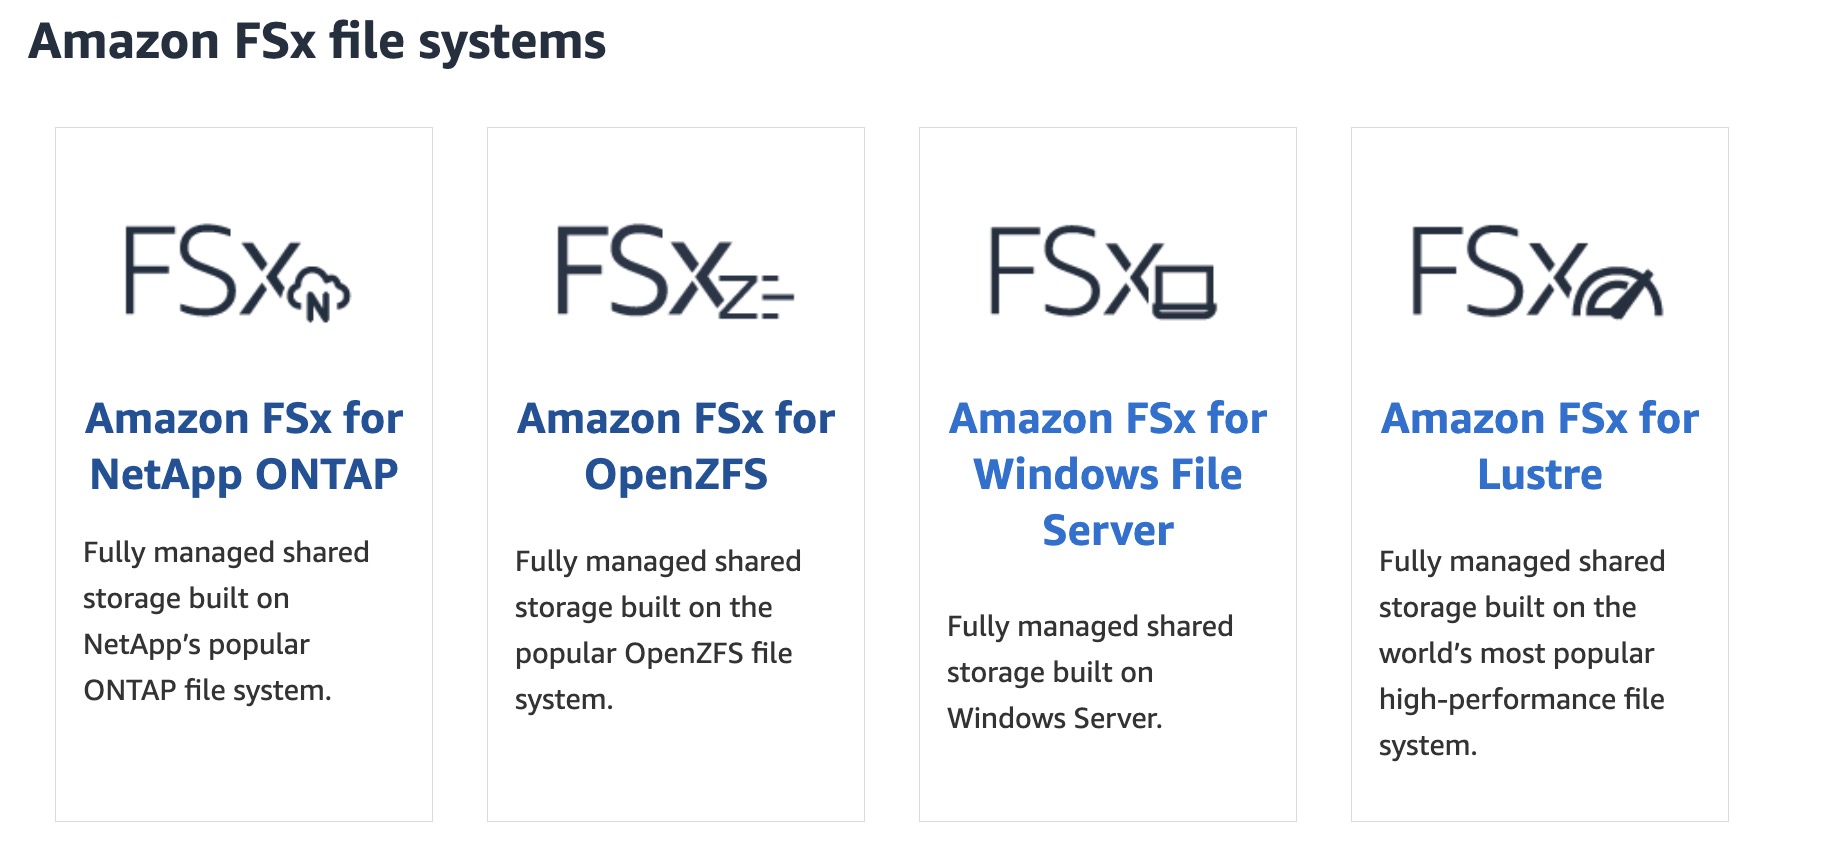 Amazon FSx file systems
FSx N
Amazon FSx for
NetApp ONTAP
Fully managed shared
storage built on
NetApp’s popular
ONTAP file system.
FSx Z
Amazon FSx for
OpenZFS
Fully managed shared
storage built on the
popular OpenZFS file
system.
FSx
Amazon FSx for
Windows File
Server
Fully managed shared
storage built on
Windows Server.
FSx
Amazon FSx for
Lustre
Fully managed shared
storage built on the
world’s most popular
high-performance file
system.